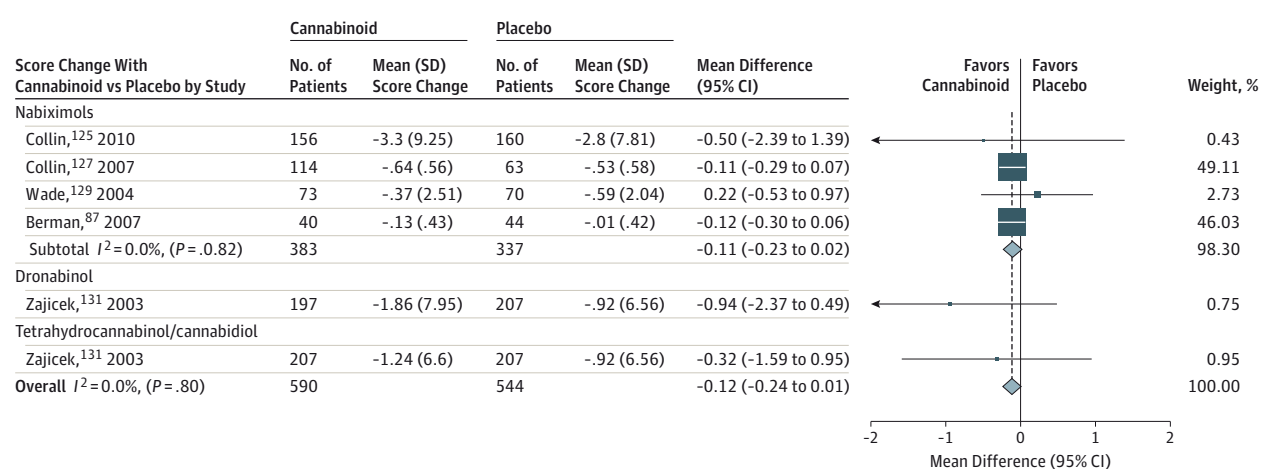 Cannabinoid Placebo
Score Change With No. of Mean (SD) No. of Mean (SD) Mean Difference Favors Favors
Cannabinoid vs Placebo by Study Patients Score Change Patients Score Change (95% CI) Cannabinoid Placebo Weight, %
Nabiximols
Collin,125 2010 156 -3.3 (9.25) 160 -2.8 (7.81) -0.50 (-2.39 to 1.39) 0.43
Collin,127 2007 114 -.64 (.56) 63 -.53 (.58) -0.11 (-0.29 to 0.07) 49.11
Wade,129 2004 73 -.37 (2.51) 70 -.59 (2.04) 0.22 (-0.53 to 0.97) 2.73
Berman,87 2007 40 -.13 (.43) 44 -.01 (.42) -0.12 (-0.30 to 0.06) 46.03
Subtotal I2=0.0%, (P=.0.82) 383 337 -0.11 (-0.23 to 0.02) 98.30
Dronabinol
Zajicek,131 2003 197 -1.86 (7.95) 207 -.92 (6.56) -0.94 (-2.37 to 0.49) 0.75
Tetrahydrocannabinol/cannabidiol
Zajicek,131 2003 207 -1.24 (6.6) 207 -.92 (6.56) -0.32 (-1.59 to 0.95) 0.95
Overall I2=0.0%, (P=.80) 590 544 -0.12 (-0.24 to 0.01) 100.00
-2 -1 0 1 2
Mean Difference (95% CI)